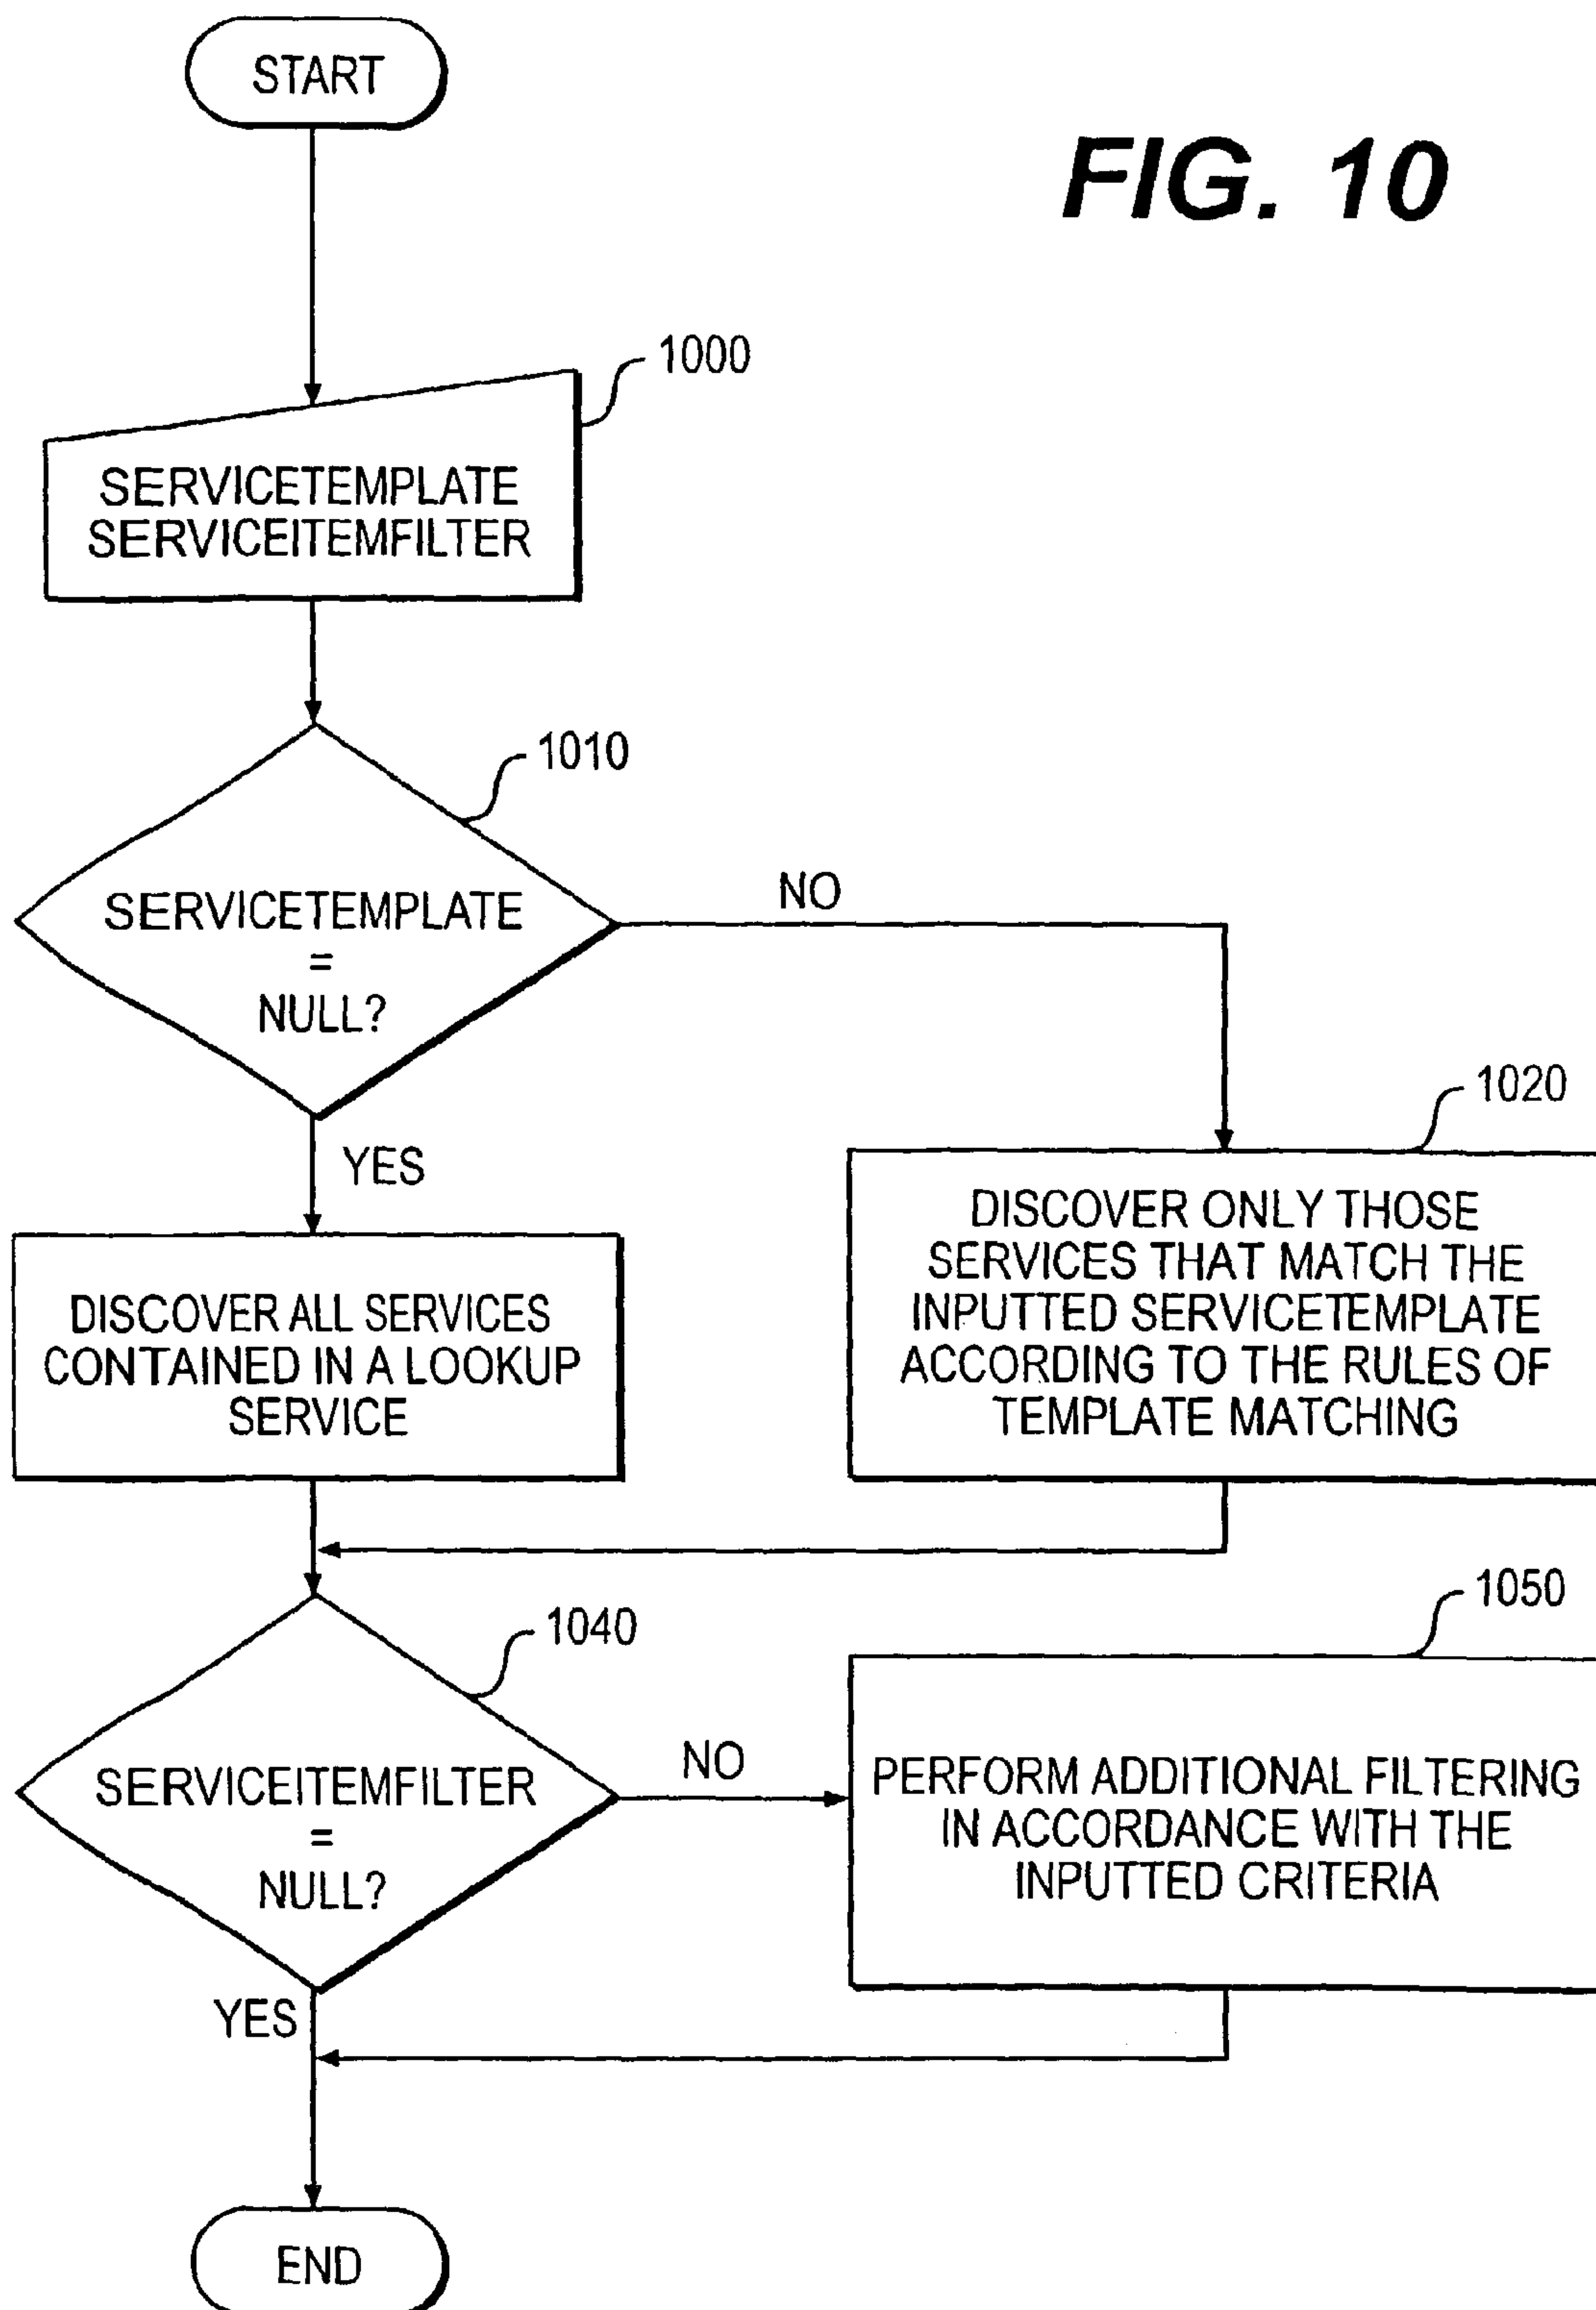 START
FIG. 10
1000
SERVICETEMPLATE
SERVICEITEMFILTER
1010
SERVICETEMPLATE
=
NULL?
NO
YES
1020
DISCOVER ONLY THOSE
SERVICES THAT MATCH THE
INPUTTED SERVICETEMPLATE
ACCORDING TO THE RULES OF
TEMPLATE MATCHING
DISCOVER ALL SERVICES
CONTAINED IN A LOOKUP
SERVICE
1040
SERVICEITEMFILTER
=
NULL?
NO
YES
1050
PERFORM ADDITIONAL FILTERING
IN ACCORDANCE WITH THE
INPUTTED CRITERIA
END